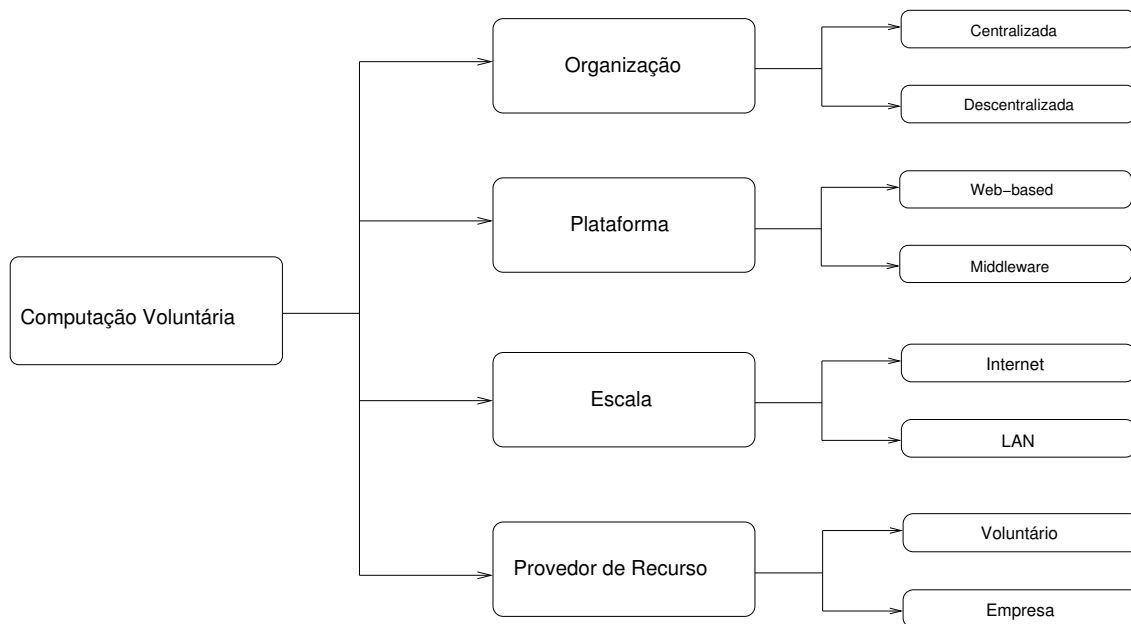 Computação Voluntária
Organização
Centralizada
Descentralizada
Plataforma
Web−based
Middleware
Escala
Internet
LAN
Provedor de Recurso
Voluntário
Empresa